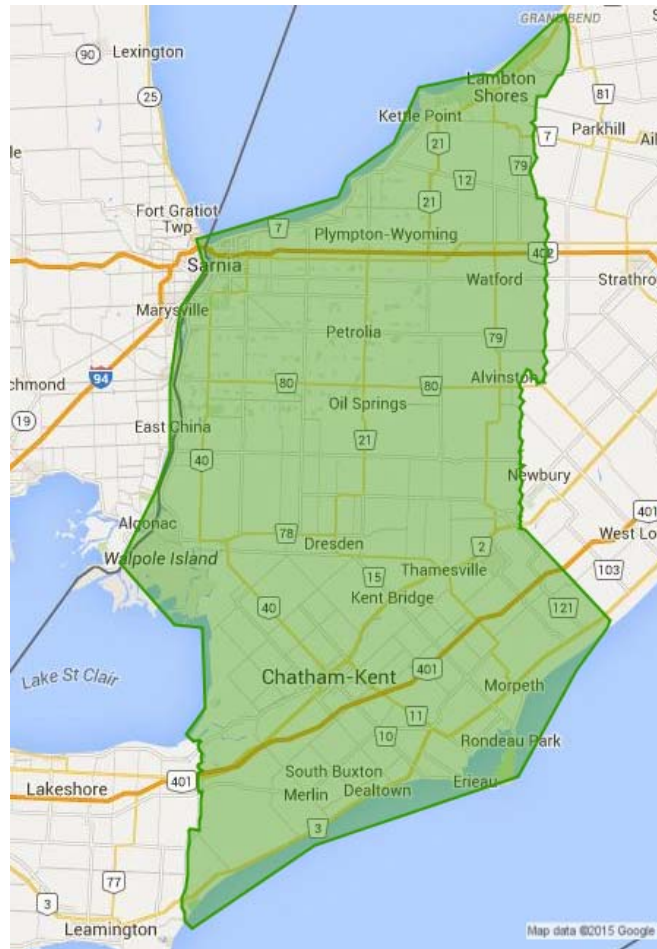 GRAND BEND
90
Lexington
Lambton
Shores
25
81
Kettle Point
21
7
Parkhill
Ail
79
12
21
Fort Gratiot
Twp
7
Plympton-Wyoming
402
Sarnia
Watford
Strathro
Marysville
Petrolia
79
94
chmond
80
80
Alvinston
Oil Springs
19
East China
21
40
Newbury
401
Algonac
78
West Lo
Dresden
2
Walpole Island
Thamesville
103
15
Kent Bridge
40
121
Lake St Clair
Chatham-Kent
401
Morpeth
11
10
Rondeau Park
401
South Buxton
Erieau
Lakeshore
Merlin
Dealtown
3
77
3
Leamington
Map data ©2015 Google